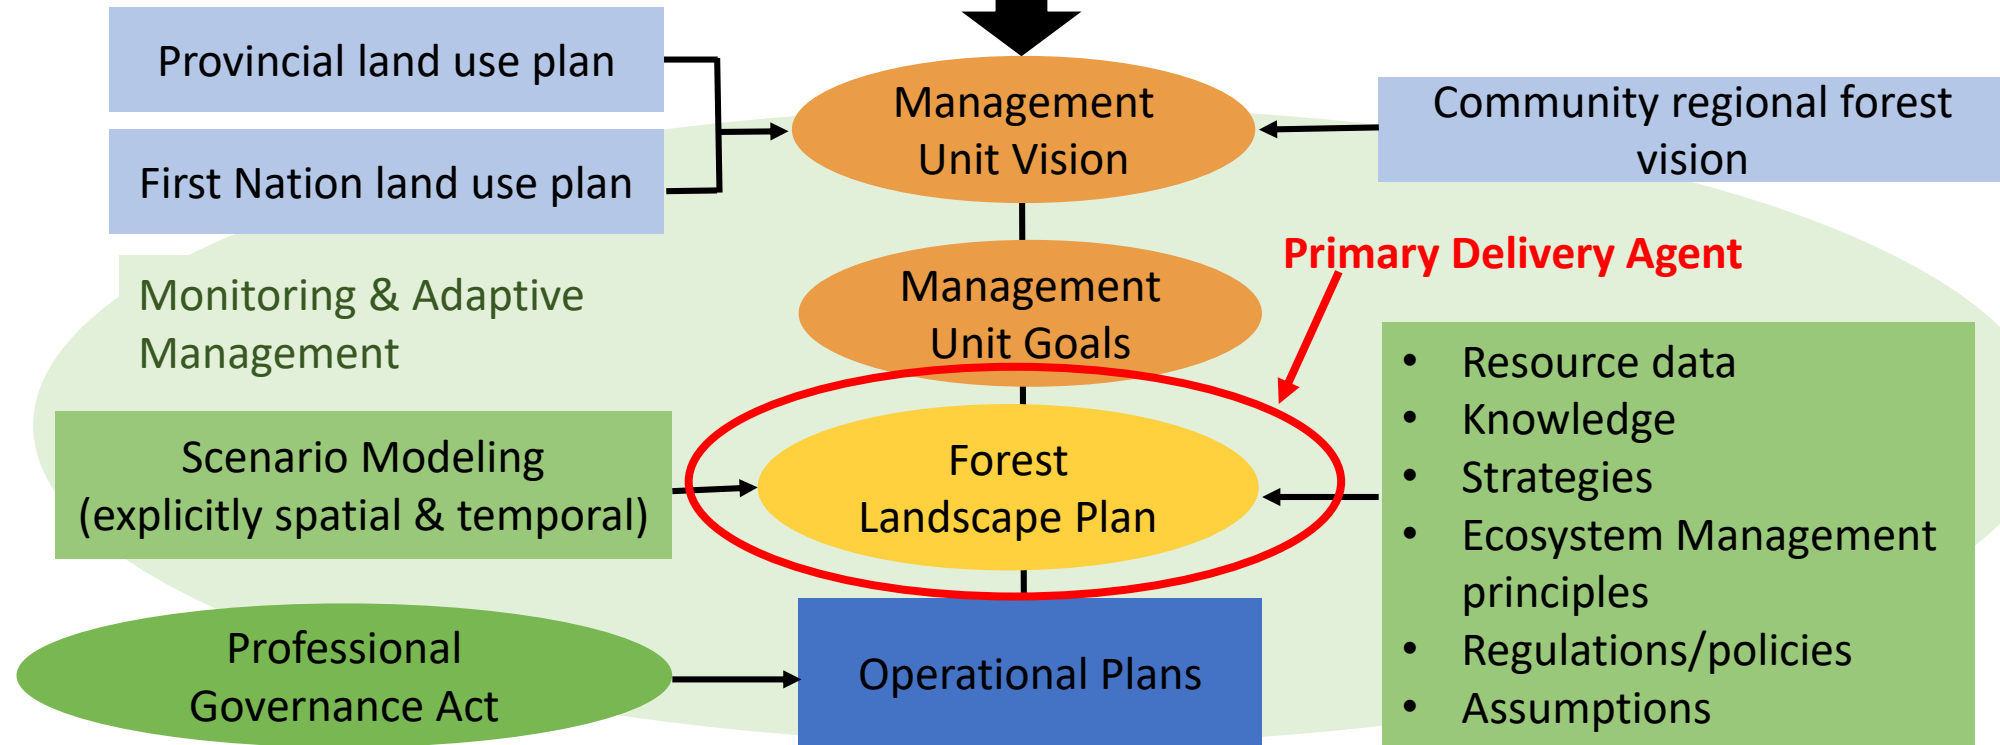 Provincial land use plan
First Nation land use plan
Management
Unit Vision
Community regional forest
vision
Monitoring & Adaptive
Management
Management
Unit Goals
Primary Delivery Agent
Scenario Modeling
(explicitly spatial & temporal)
Forest
Landscape Plan
• Resource data
• Knowledge
• Strategies
• Ecosystem Management
principles
• Regulations/policies
• Assumptions
Professional
Governance Act
Operational Plans